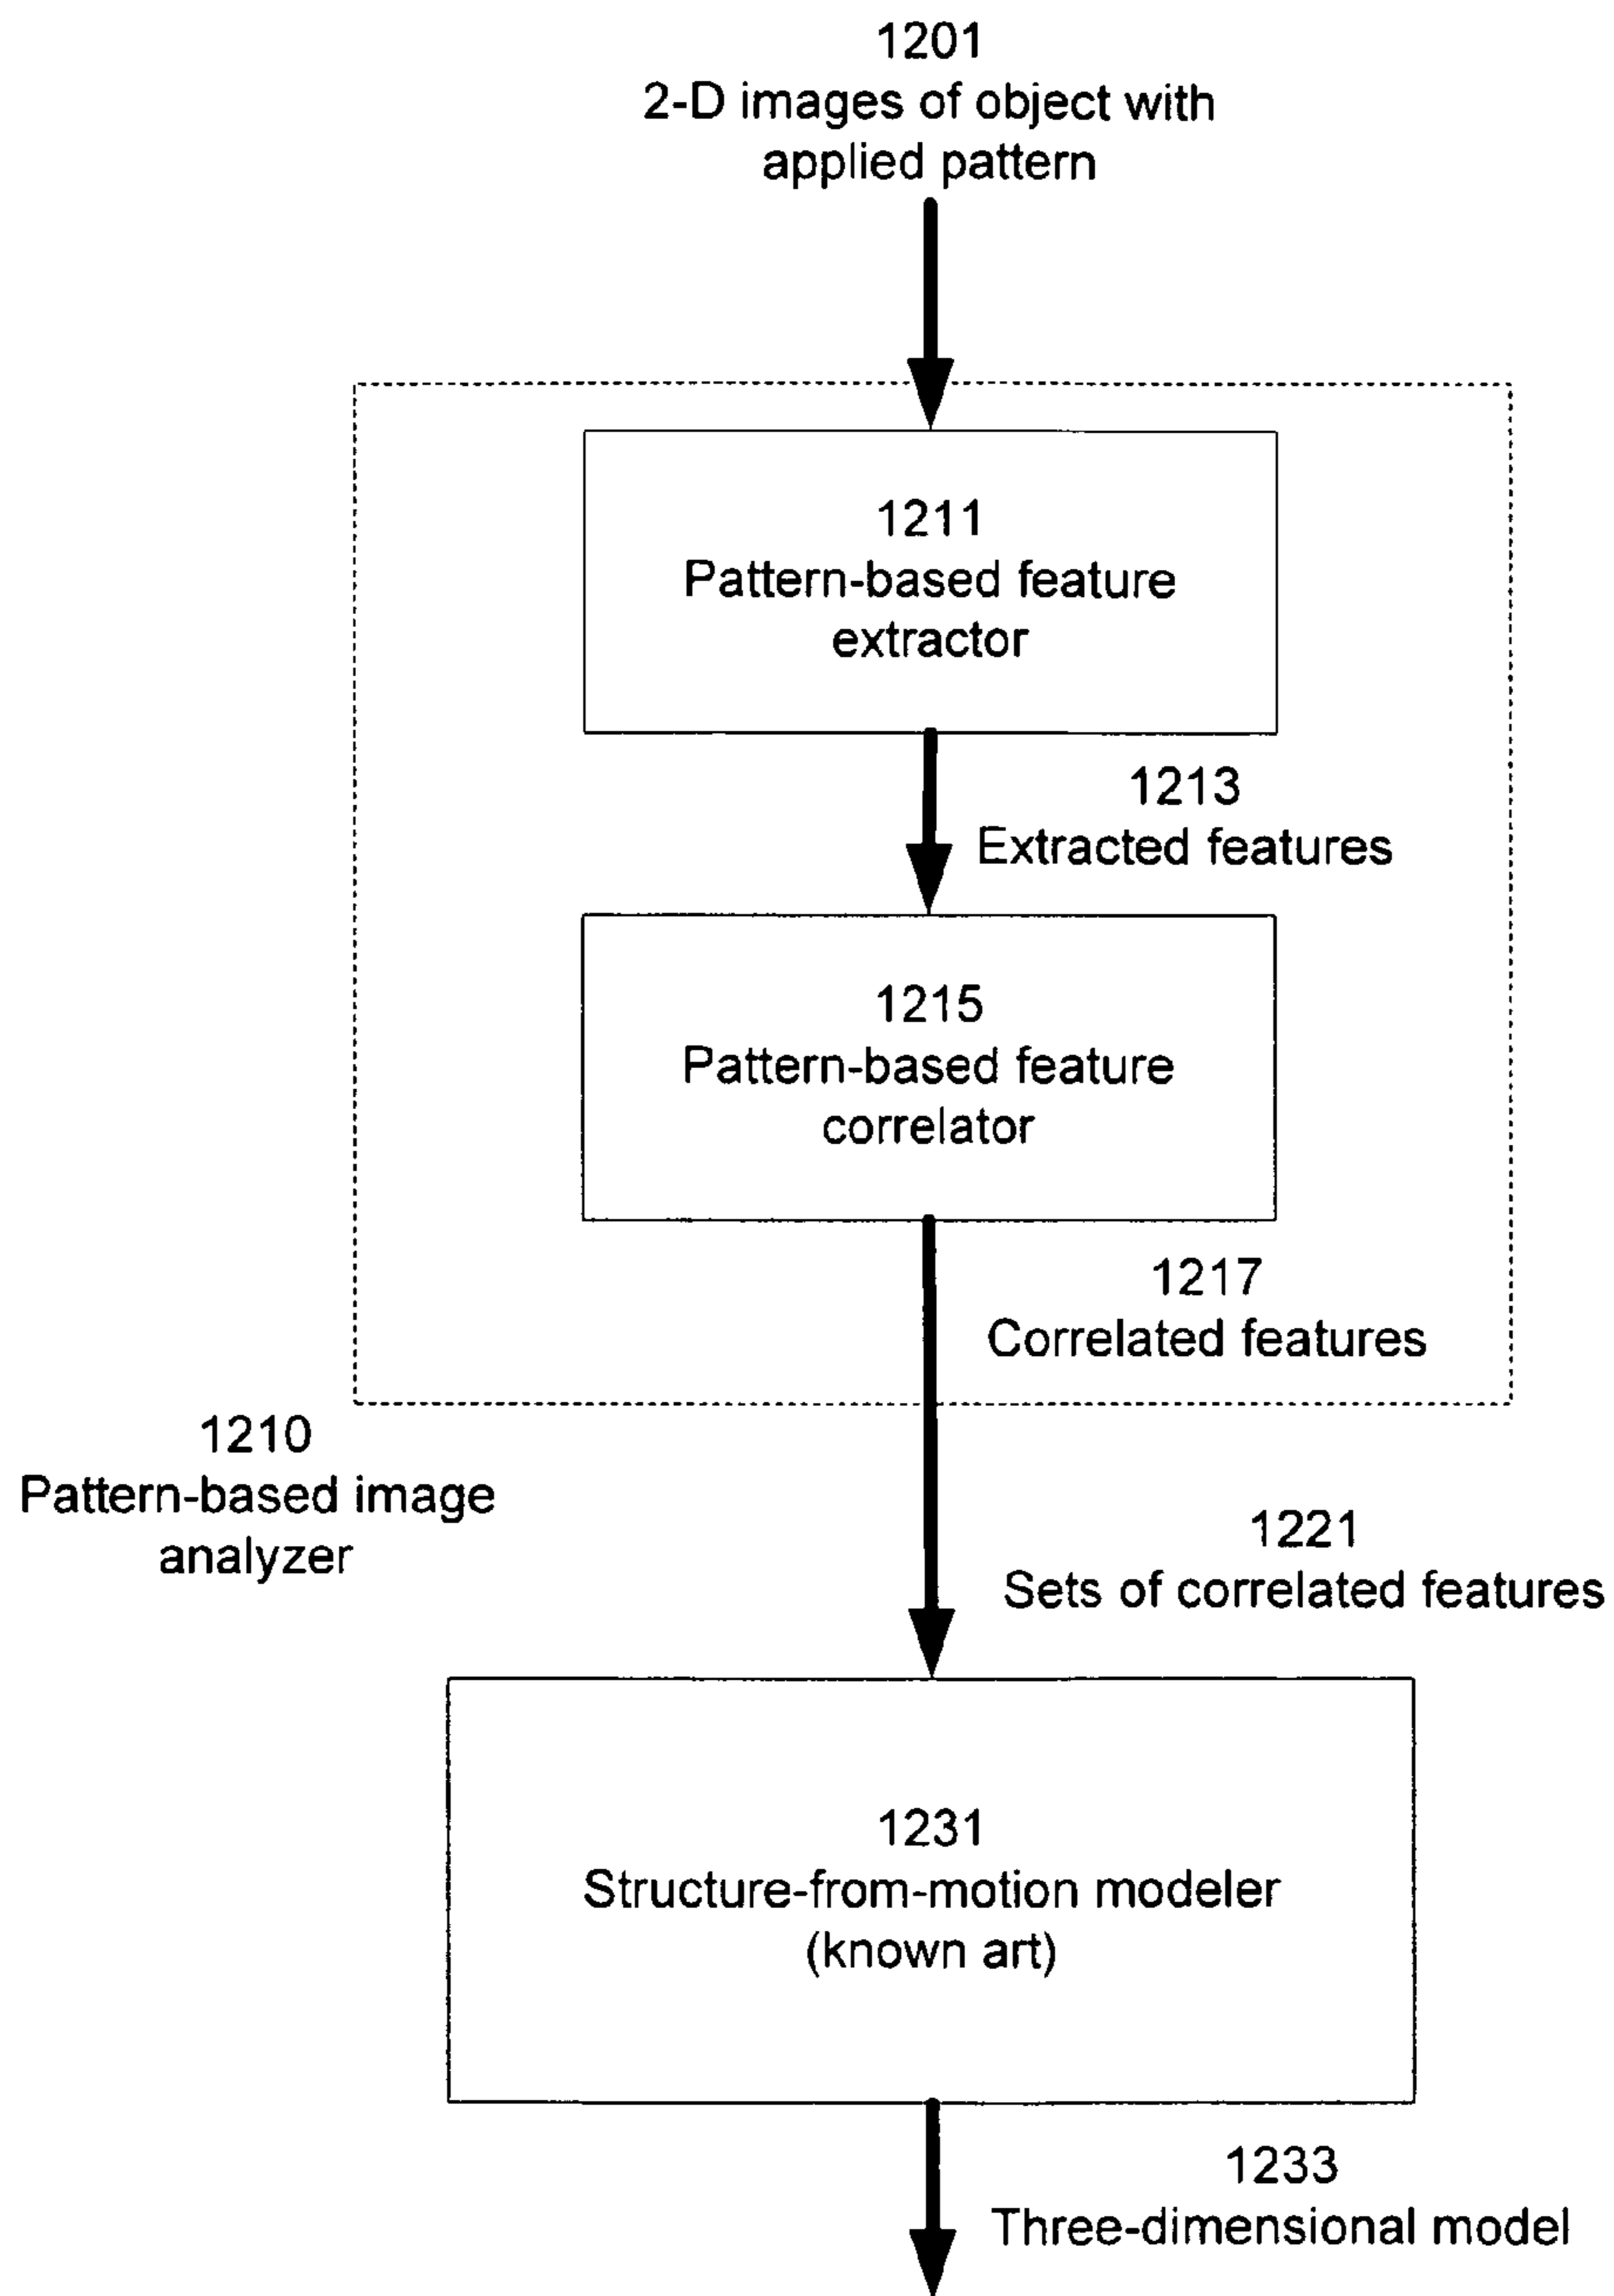 1201
2-D images of object with
applied pattern
1211
Pattern-based feature
extractor
1213
Extracted features
1215
Pattern-based feature
correlator
1217
Correlated features
1210
Pattern-based image
analyzer
1221
Sets of correlated features
1231
Structure-from-motion modeler
(known art)
1233
Three-dimensional model